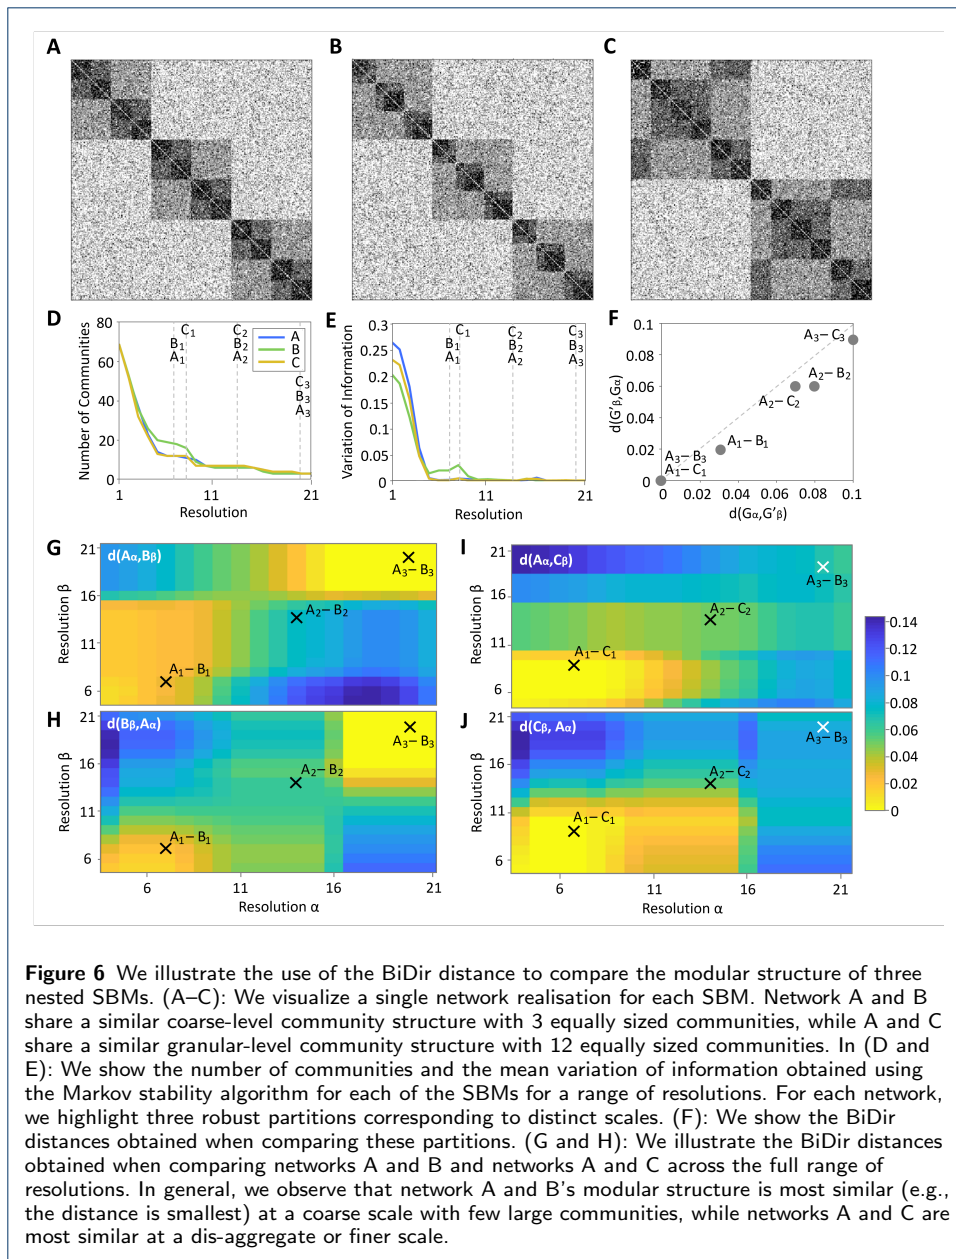 A
B
C
D
80
60
40
20
0
Number of Communities
C₁
B₁
A₁
C₂
B₂
A₂
C₃
B₃
A₃
A
B
C
1
11
21
Resolution
E
0.3
0.25
0.2
0.15
0.1
0.05
0
Variation of Information
C₁
B₁
A₁
C₂
B₂
A₂
C₃
B₃
A₃
1
11
21
Resolution
F
0.1
0.08
0.06
0.04
0.02
0
d(G'β,Gα)
A₃–C₃
A₂–B₂
A₂–C₂
A₁–B₁
A₃–B₃
A₁–C₁
0
0.02
0.04
0.06
0.08
0.1
d(Gα,G'β)
G
d(Aα,Bβ)
21
16
11
6
Resolution β
A₃–B₃
A₂–B₂
A₁–B₁
I
d(Aα,Cβ)
21
16
11
6
Resolution β
A₃–B₃
A₂–C₂
A₁–C₁
H
d(Bβ,Aα)
21
16
11
6
Resolution β
A₃–B₃
A₂–B₂
A₁–B₁
6
11
16
21
Resolution α
J
d(Cβ, Aα)
21
16
11
6
Resolution β
A₃–B₃
A₂–C₂
A₁–C₁
6
11
16
21
Resolution α
0.14
0.12
0.1
0.08
0.06
0.04
0.02
0
Figure 6 We illustrate the use of the BiDir distance to compare the modular structure of three
nested SBMs. (A–C): We visualize a single network realisation for each SBM. Network A and B
share a similar coarse-level community structure with 3 equally sized communities, while A and C
share a similar granular-level community structure with 12 equally sized communities. In (D and
E): We show the number of communities and the mean variation of information obtained using
the Markov stability algorithm for each of the SBMs for a range of resolutions. For each network,
we highlight three robust partitions corresponding to distinct scales. (F): We show the BiDir
distances obtained when comparing these partitions. (G and H): We illustrate the BiDir distances
obtained when comparing networks A and B and networks A and C across the full range of
resolutions. In general, we observe that network A and B's modular structure is most similar (e.g.,
the distance is smallest) at a coarse scale with few large communities, while networks A and C are
most similar at a dis-aggregate or finer scale.